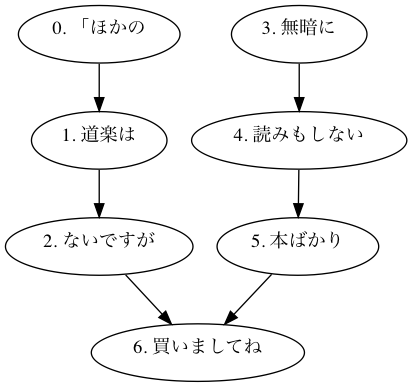 0. 「ほかの
3. 無暗に
1. 道楽は
4. 読みもしない
2. ないですが
5. 本ばかり
6. 買いましてね